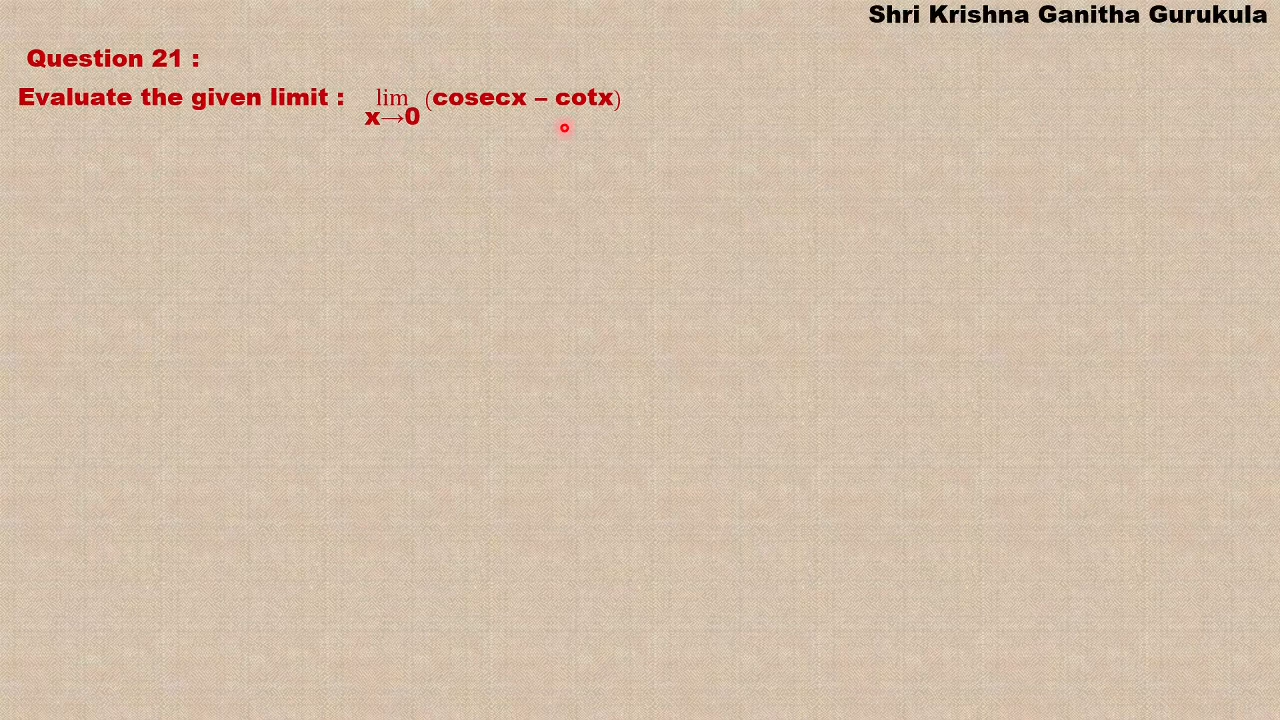 Shri Krishna Ganitha Gurukula
Question 21 :
Evaluate the given limit : lim (cosecx – cotx)
x→0